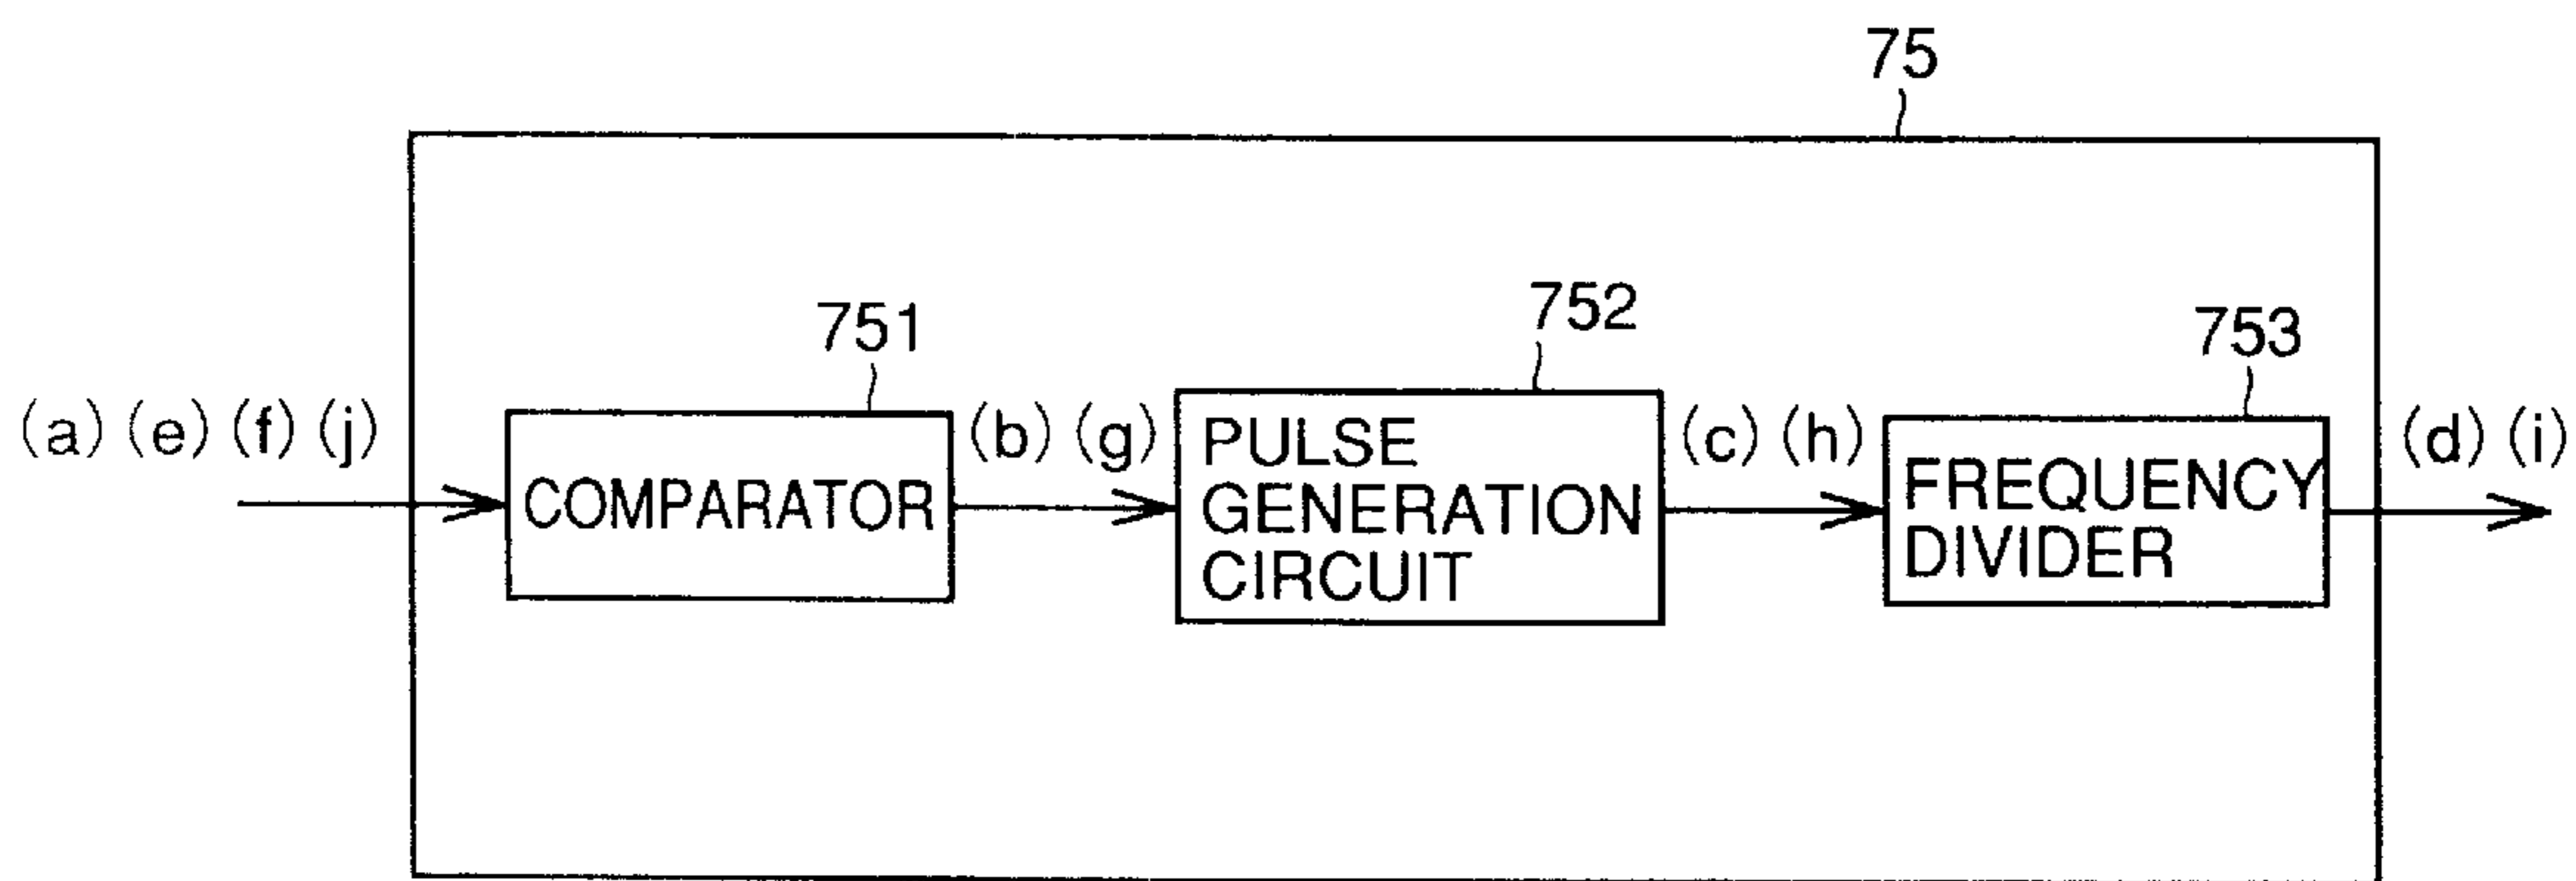 75
751
752
753
(a) (e) (f) (j)
COMPARATOR
(b) (g)
PULSE
GENERATION
CIRCUIT
(c) (h)
FREQUENCY
DIVIDER
(d) (i)